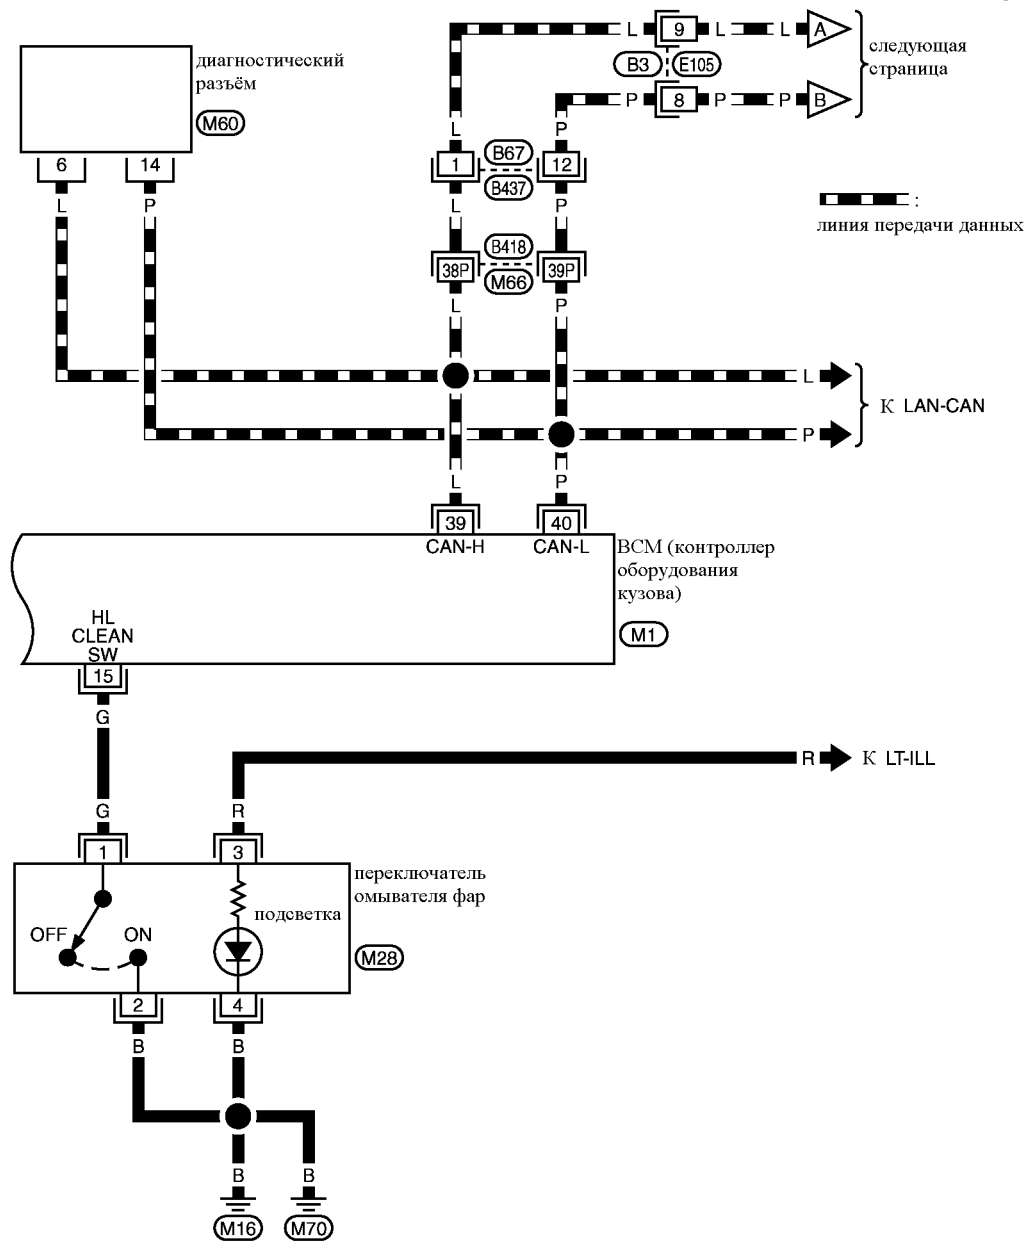 L 9 L L A
следующая
страница
B3 E105
P 8 P P B
диагностический
разъём
M60
6 14
L P
L P
1 B67 12
B437
L P
:
линия передачи данных
B418
38P M66 39P
L P
L
К LAN-CAN
P
L P
39 40
CAN-H CAN-L
BCM (контроллер
оборудования
кузова)
M1
HL
CLEAN
SW
15
G
R К LT-ILL
G R
1 3
переключатель
омывателя фар
подсветка
OFF ON
M28
2 4
B B
B B
M16 M70